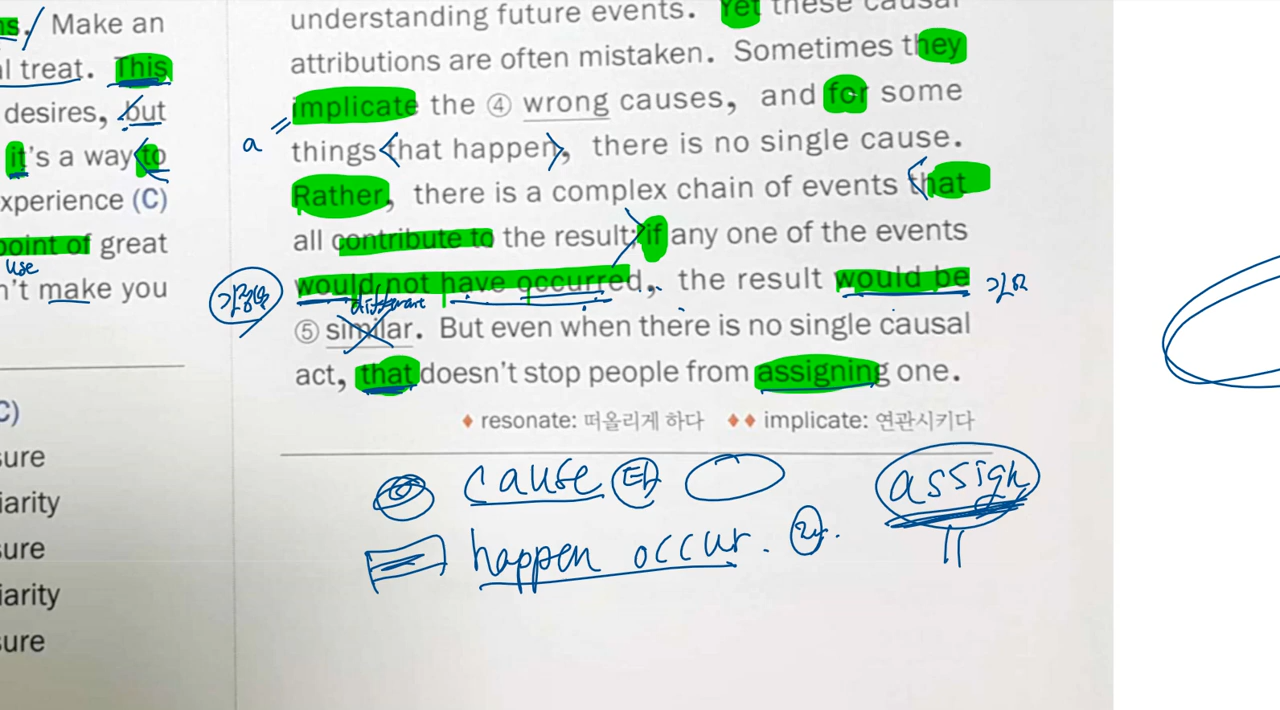 ns. Make an
l treat. This
desires, but
it's a way to
xperience (C)
point of great
use
n't make you
C)
sure
iarity
sure
iarity
sure
understanding future events. Yet these causal
attributions are often mistaken. Sometimes they
implicate the ④ wrong causes, and for some
a
things that happen, there is no single cause.
Rather, there is a complex chain of events that
all contribute to the result; if any one of the events
would not have occurred, the result would be
different
⑤ similar. But even when there is no single causal
act, that doesn't stop people from assigning one.
♦ resonate: 떠올리게 하다 ♦♦ implicate: 연관시키다
cause 타
assign
happen occur.